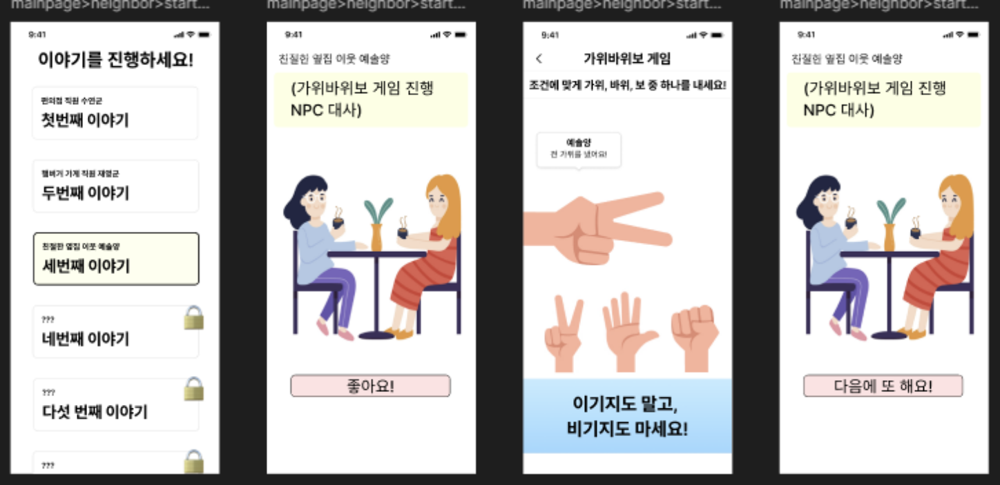 mainpage>neighbor>start...
9:41
이야기를 진행하세요!
편의점 직원 수연군
첫번째 이야기
햄버거 가게 직원 재영군
두번째 이야기
친절한 옆집 이웃 예솔양
세번째 이야기
???
네번째 이야기
???
다섯 번째 이야기
???
mainpage>neighbor>start...
9:41
친절한 옆집 이웃 예솔양
(가위바위보 게임 진행
NPC 대사)
좋아요!
mainpage>neighbor>start...
9:41
가위바위보 게임
조건에 맞게 가위, 바위, 보 중 하나를 내세요!
예솔양
전 가위를 냈어요!
이기지도 말고,
비기지도 마세요!
mainpage>neighbor>start...
9:41
친절한 옆집 이웃 예솔양
(가위바위보 게임 진행
NPC 대사)
다음에 또 해요!